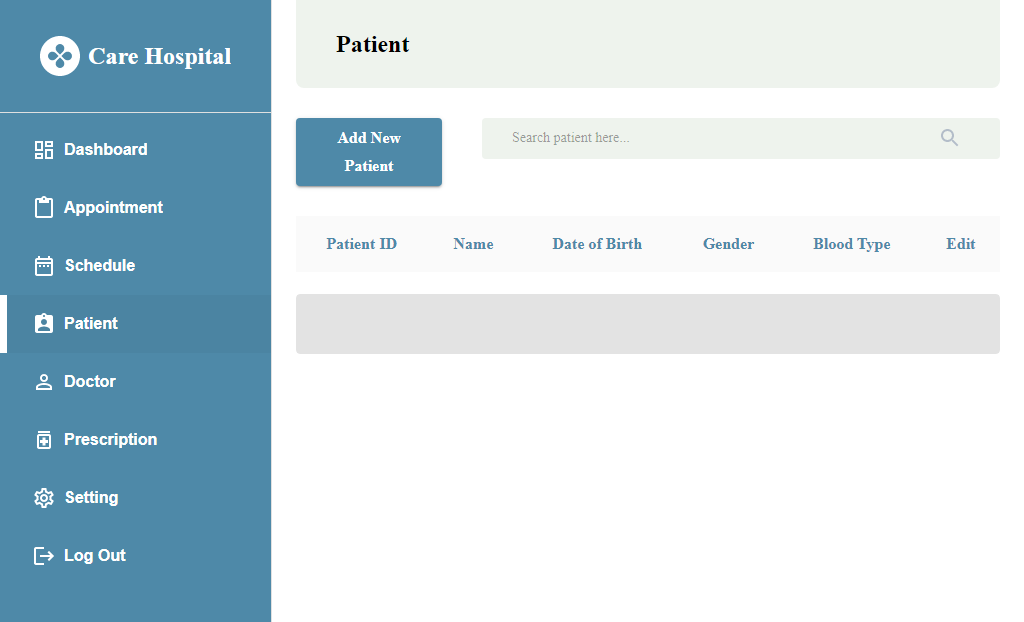 Care Hospital
Dashboard
Appointment
Schedule
Patient
Doctor
Prescription
Setting
Log Out
Patient
Add New
Patient
Search patient here...
Patient ID Name Date of Birth Gender Blood Type Edit